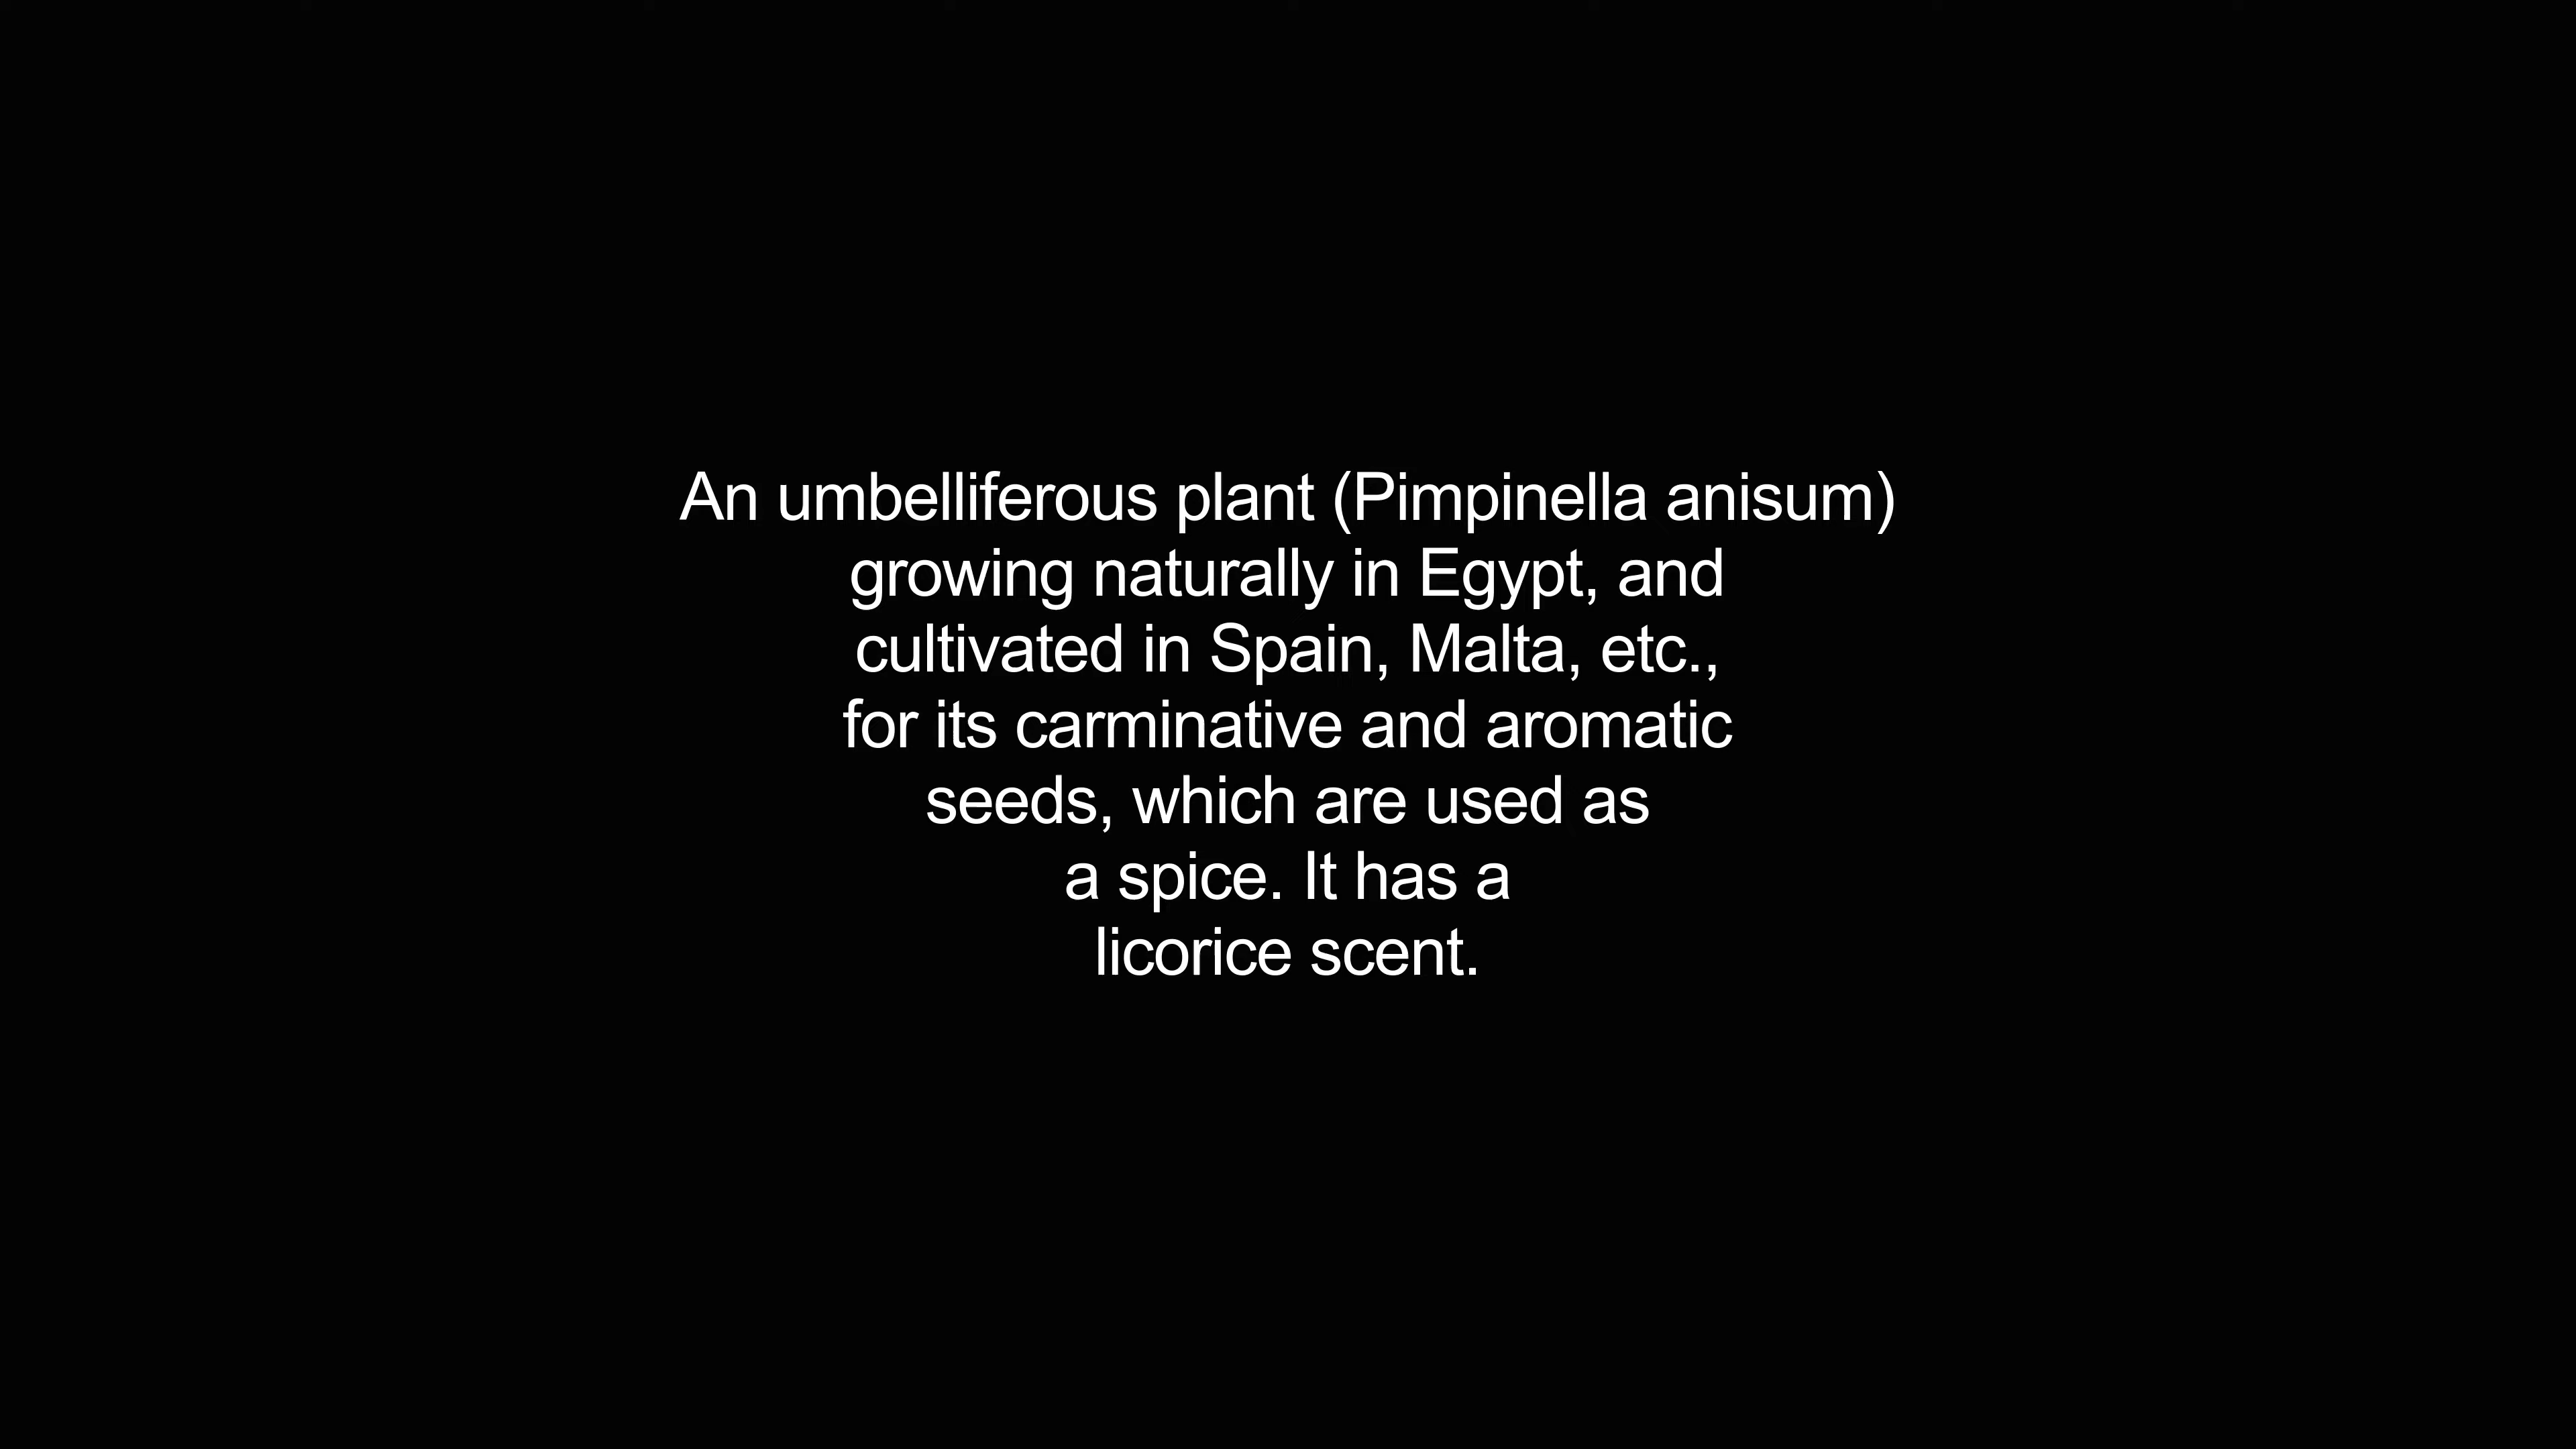 An umbelliferous plant (Pimpinella anisum)
growing naturally in Egypt, and
cultivated in Spain, Malta, etc.,
for its carminative and aromatic
seeds, which are used as
a spice. It has a
licorice scent.